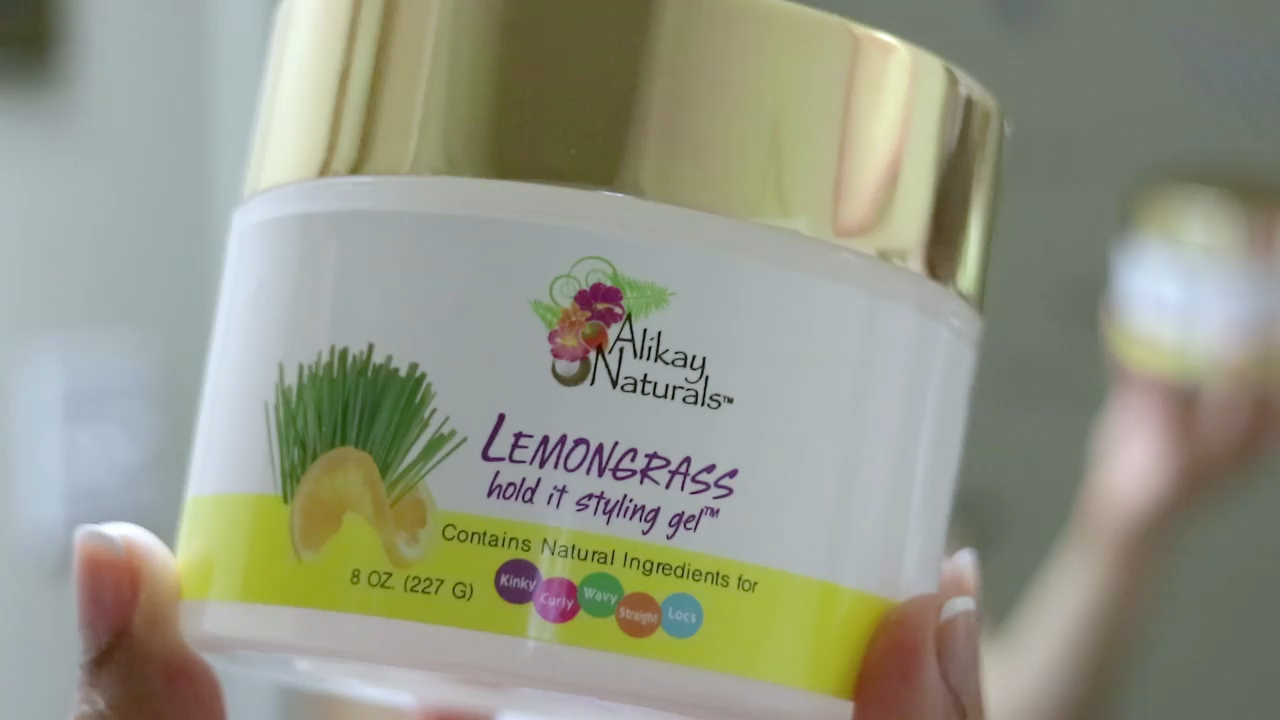 Alikay
Naturals™
LEMONGRASS
hold it styling gel™
Contains Natural Ingredients for
8 OZ. (227 G)
Kinky Curly Wavy Straight Locs